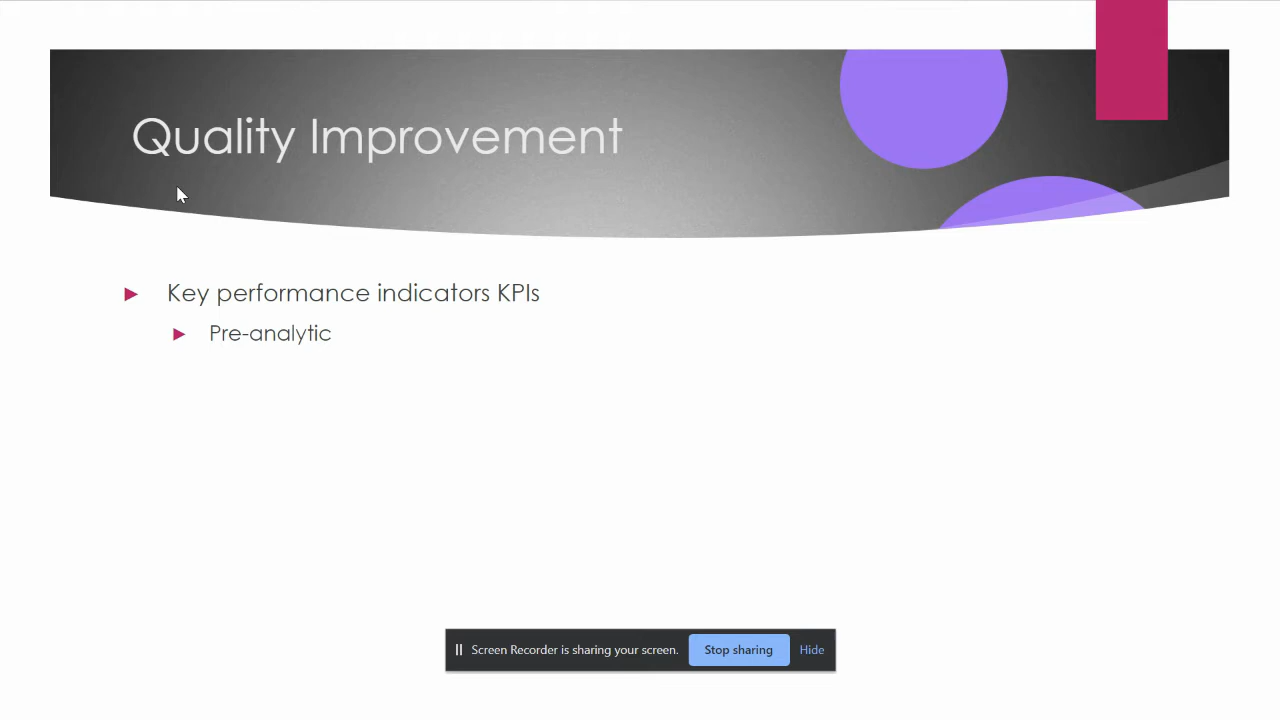 Quality Improvement
Key performance indicators KPIs
Pre-analytic
Screen Recorder is sharing your screen. Stop sharing Hide